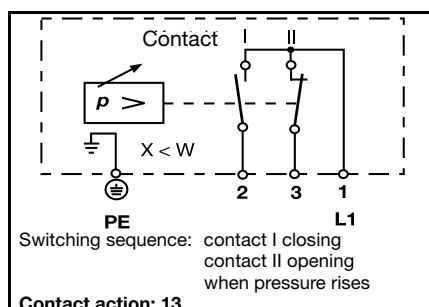 Contact I II
p >
X < W
2 3 1
PE L1
Switching sequence: contact I closing
contact II opening
when pressure rises
Contact action: 13